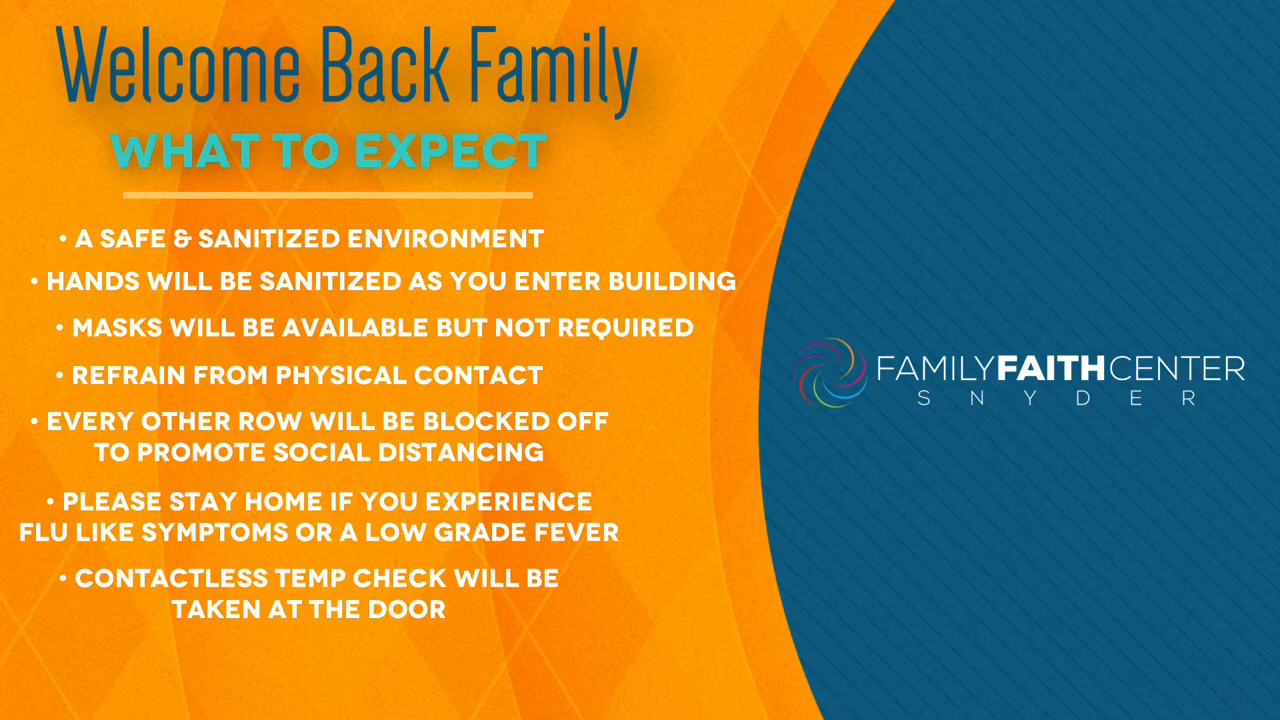 Welcome Back Family
WHAT TO EXPECT
• A SAFE & SANITIZED ENVIRONMENT
• HANDS WILL BE SANITIZED AS YOU ENTER BUILDING
• MASKS WILL BE AVAILABLE BUT NOT REQUIRED
• REFRAIN FROM PHYSICAL CONTACT
• EVERY OTHER ROW WILL BE BLOCKED OFF
TO PROMOTE SOCIAL DISTANCING
• PLEASE STAY HOME IF YOU EXPERIENCE
FLU LIKE SYMPTOMS OR A LOW GRADE FEVER
• CONTACTLESS TEMP CHECK WILL BE
TAKEN AT THE DOOR
FAMILYFAITHCENTER
SNYDER